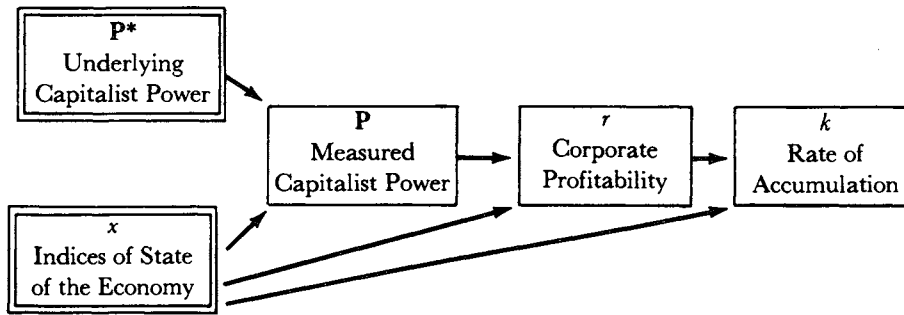 P*
Underlying
Capitalist Power
P
Measured
Capitalist Power
r
Corporate
Profitability
k
Rate of
Accumulation
x
Indices of State
of the Economy